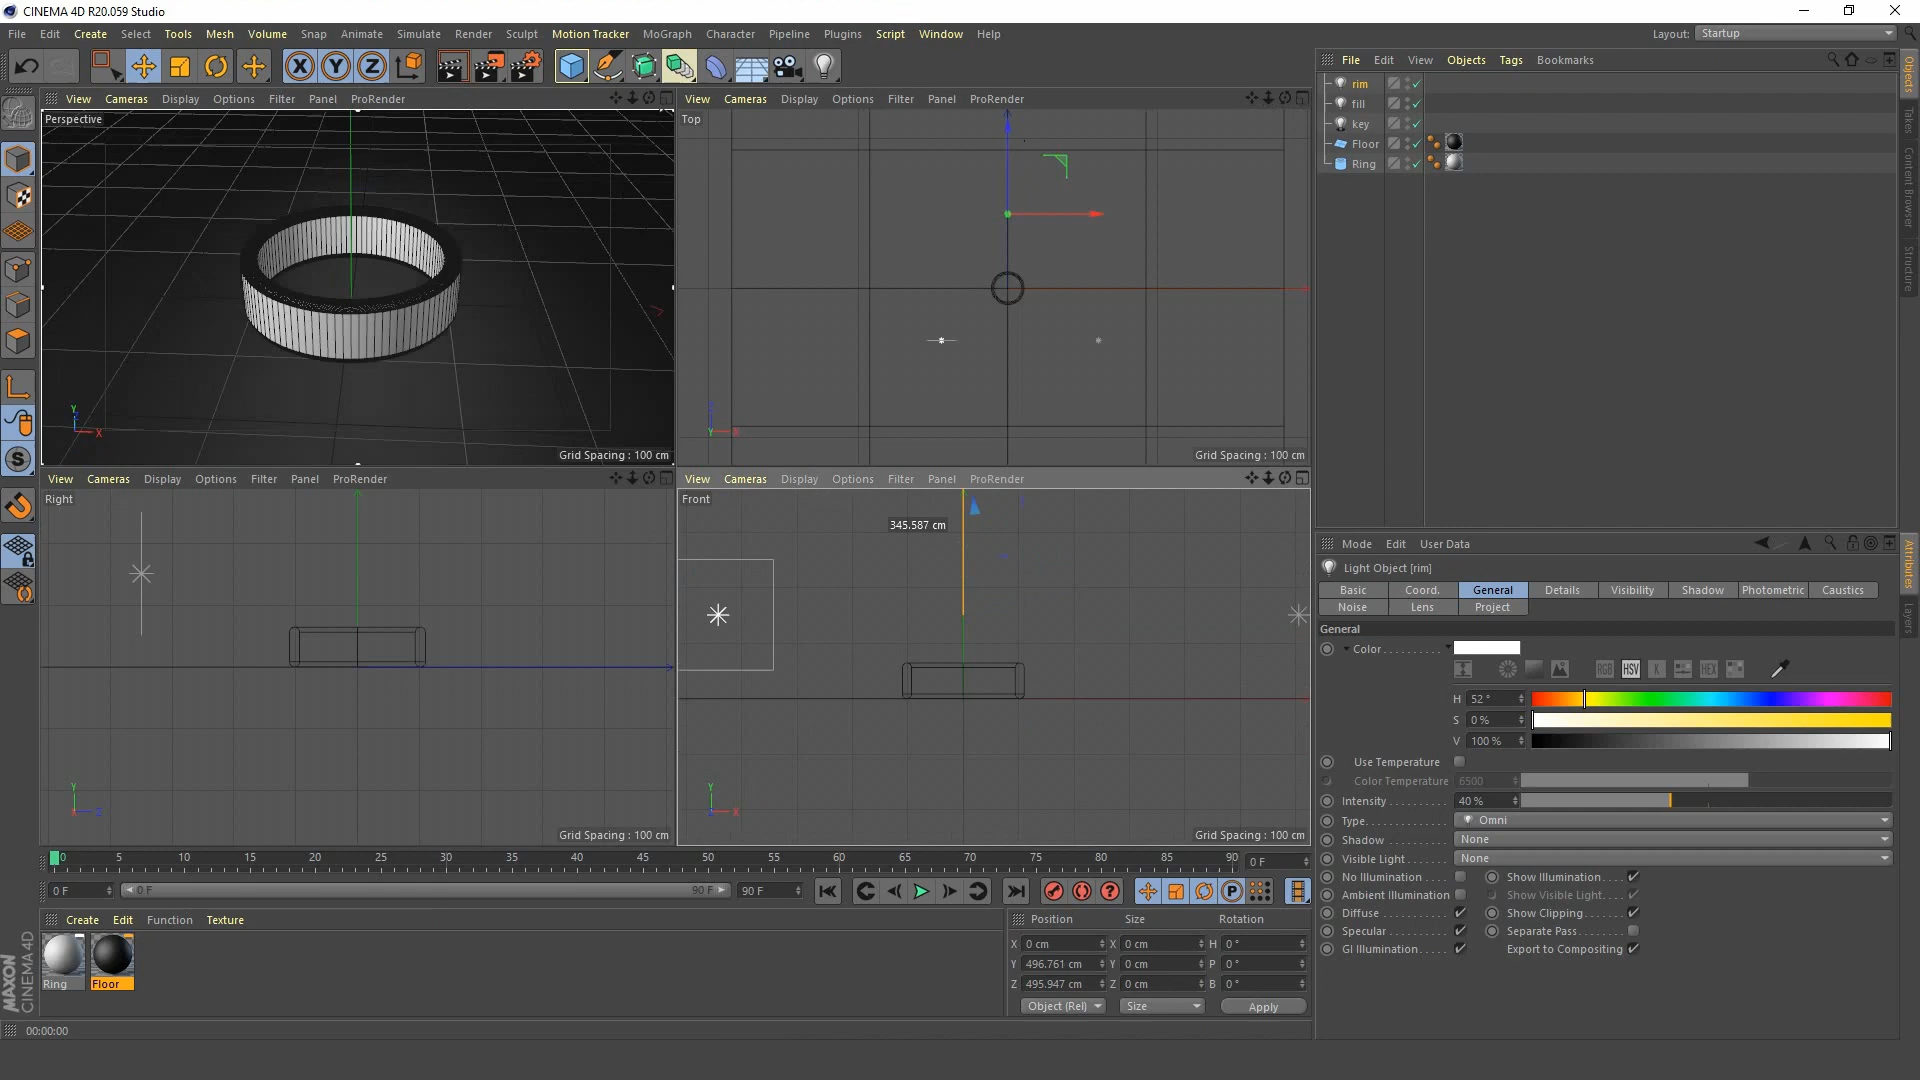 CINEMA 4D R20.059 Studio
File Edit Create Select Tools Mesh Volume Snap Animate Simulate Render Sculpt Motion Tracker MoGraph Character Pipeline Plugins Script Window Help
Layout: Startup
X Y Z
View Cameras Display Options Filter Panel ProRender
Perspective
Y
X
Grid Spacing : 100 cm
View Cameras Display Options Filter Panel ProRender
Top
Y
Grid Spacing : 100 cm
View Cameras Display Options Filter Panel ProRender
Right
Y
Grid Spacing : 100 cm
View Cameras Display Options Filter Panel ProRender
Front
345.587 cm
Y
X
Grid Spacing : 100 cm
File Edit View Objects Tags Bookmarks
rim
fill
key
Floor
Ring
Objects
Takes
Content Browser
Structure
Mode Edit User Data
Light Object [rim]
Basic Coord. General Details Visibility Shadow Photometric Caustics
Noise Lens Project
General
Color
RGB HSV K HEX
H 52 °
S 0 %
V 100 %
Use Temperature
Color Temperature 6500
Intensity 40 %
Type Omni
Shadow None
Visible Light None
No Illumination Show Illumination
Ambient Illumination Show Visible Light
Diffuse Show Clipping
Specular Separate Pass
GI Illumination Export to Compositing
Attributes
Layers
0 5 10 15 20 25 30 35 40 45 50 55 60 65 70 75 80 85 90 0 F
0 F 0 F 90 F 90 F
P
Create Edit Function Texture
Ring Floor
Position Size Rotation
X 0 cm X 0 cm H 0 °
Y 496.761 cm Y 0 cm P 0 °
Z 495.947 cm Z 0 cm B 0 °
Object (Rel) Size Apply
MAXON
CINEMA 4D
00:00:00